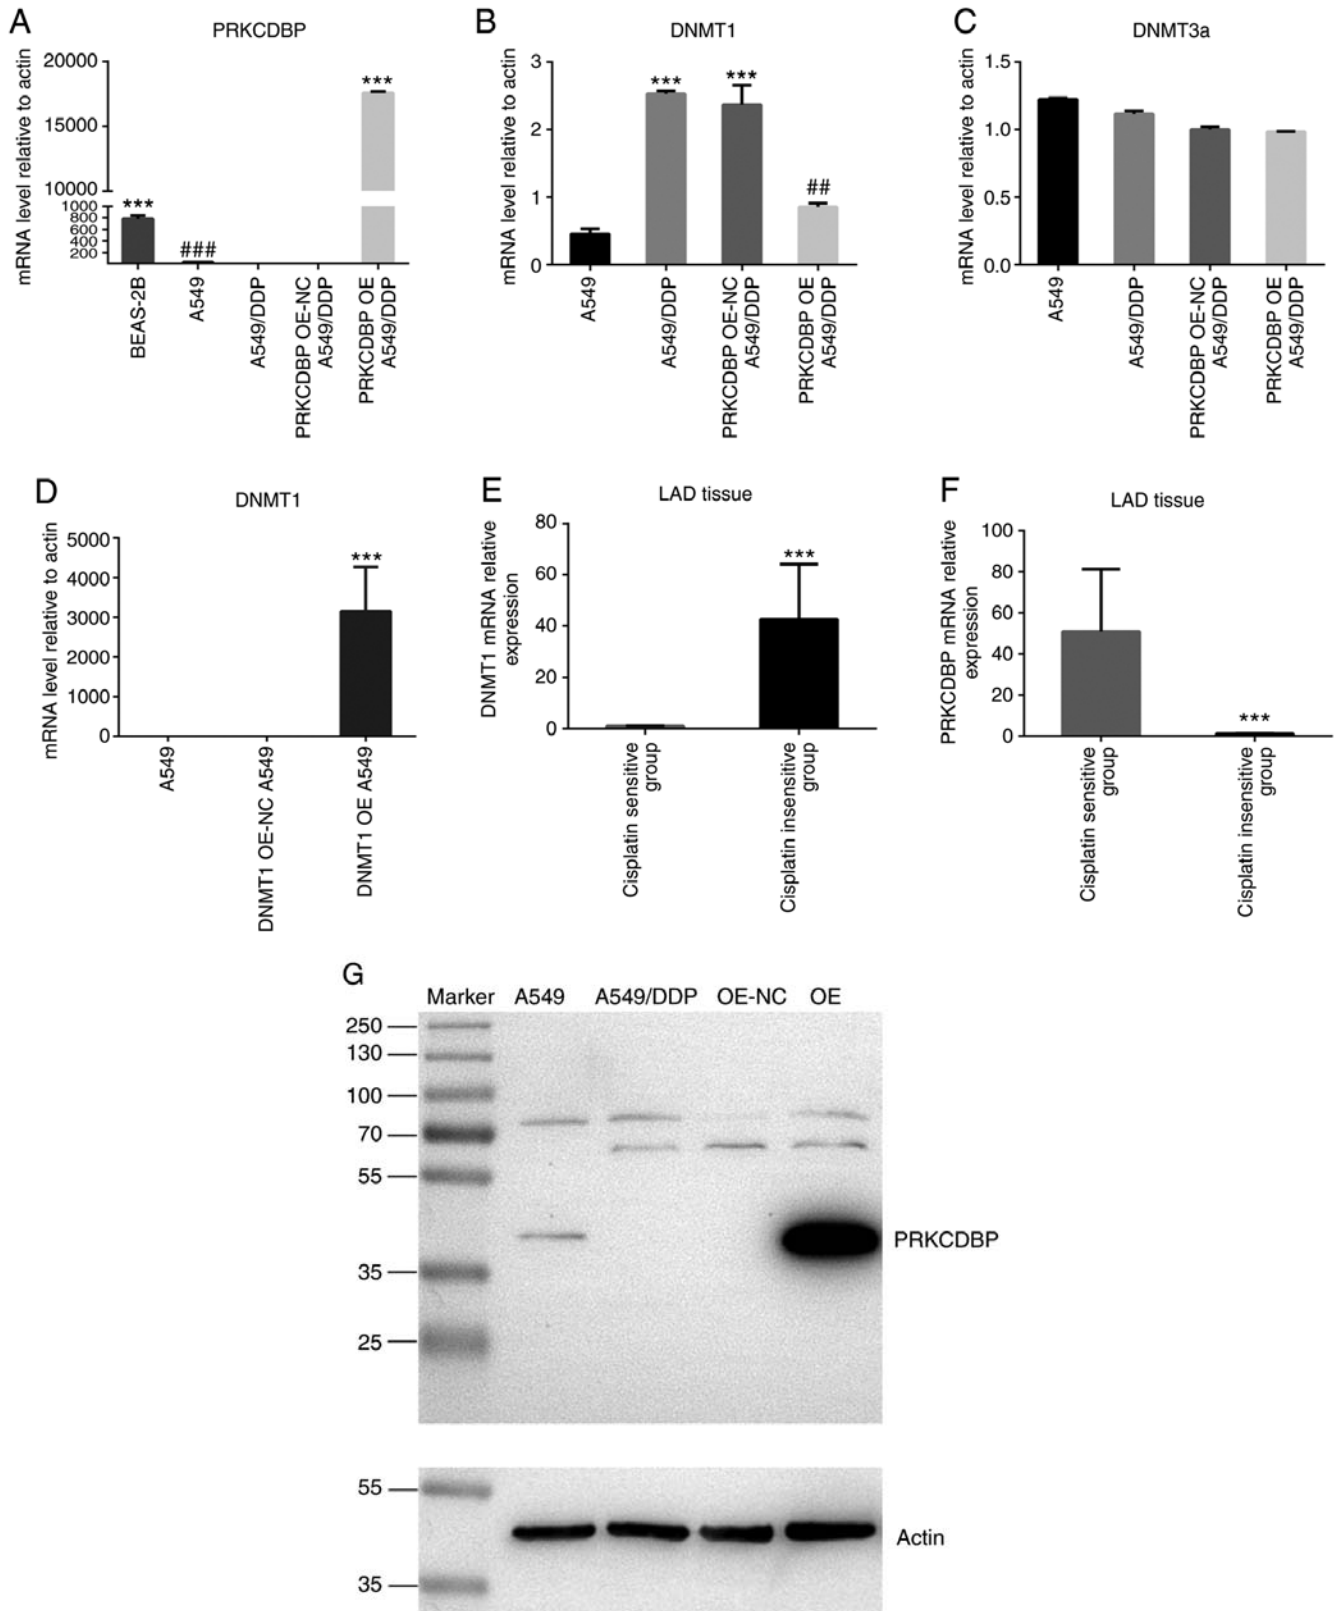 A
PRKCDBP
mRNA level relative to actin
20000
15000
10000
1000
800
600
400
200
***
###
***
BEAS-2B
A549
A549/DDP
PRKCDBP OE-NC
A549/DDP
PRKCDBP OE
A549/DDP
B
DNMT1
mRNA level relative to actin
3
2
1
0
***
***
##
A549
A549/DDP
PRKCDBP OE-NC
A549/DDP
PRKCDBP OE
A549/DDP
C
DNMT3a
mRNA level relative to actin
1.5
1.0
0.5
0.0
A549
A549/DDP
PRKCDBP OE-NC
A549/DDP
PRKCDBP OE
A549/DDP
D
DNMT1
mRNA level relative to actin
5000
4000
3000
2000
1000
0
***
A549
DNMT1 OE-NC A549
DNMT1 OE A549
E
LAD tissue
DNMT1 mRNA relative
expression
80
60
40
20
0
***
Cisplatin sensitive
group
Cisplatin insensitive
group
F
LAD tissue
PRKCDBP mRNA relative
expression
100
80
60
40
20
0
***
Cisplatin sensitive
group
Cisplatin insensitive
group
G
Marker A549 A549/DDP OE-NC OE
250
130
100
70
55
35
25
PRKCDBP
55
35
Actin